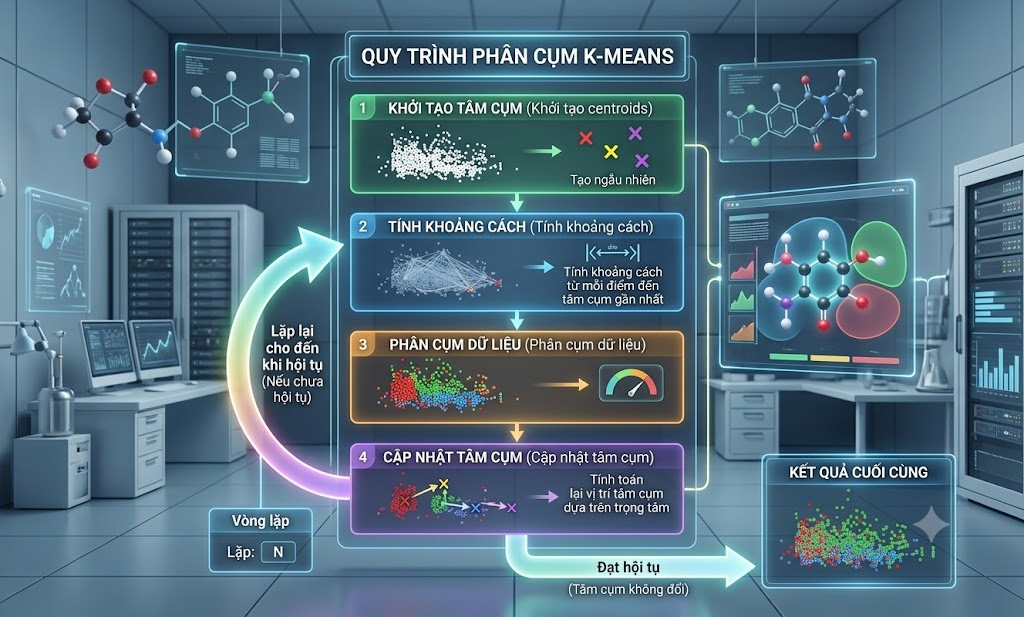 QUY TRÌNH PHÂN CỤM K-MEANS
1 KHỞI TẠO TÂM CỤM (Khởi tạo centroids)
Tạo ngẫu nhiên
2 TÍNH KHOẢNG CÁCH (Tính khoảng cách)
Tính khoảng cách
từ mỗi điểm đến
tâm cụm gần nhất
3 PHÂN CỤM DỮ LIỆU (Phân cụm dữ liệu)
4 CẬP NHẬT TÂM CỤM (Cập nhật tâm cụm)
Tính toán
lại vị trí tâm cụm
dựa trên trọng tâm
Lặp lại
cho đến
khi hội tụ
(Nếu chưa
hội tụ)
Vòng lặp
Lặp: N
Đạt hội tụ
(Tâm cụm không đổi)
KẾT QUẢ CUỐI CÙNG